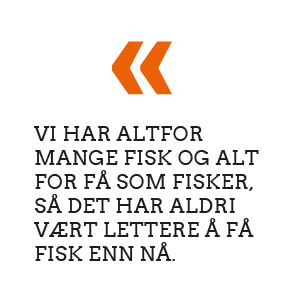 «
VI HAR ALTFOR
MANGE FISK OG ALT
FOR FÅ SOM FISKER,
SÅ DET HAR ALDRI
VÆRT LETTERE Å FÅ
FISK ENN NÅ.